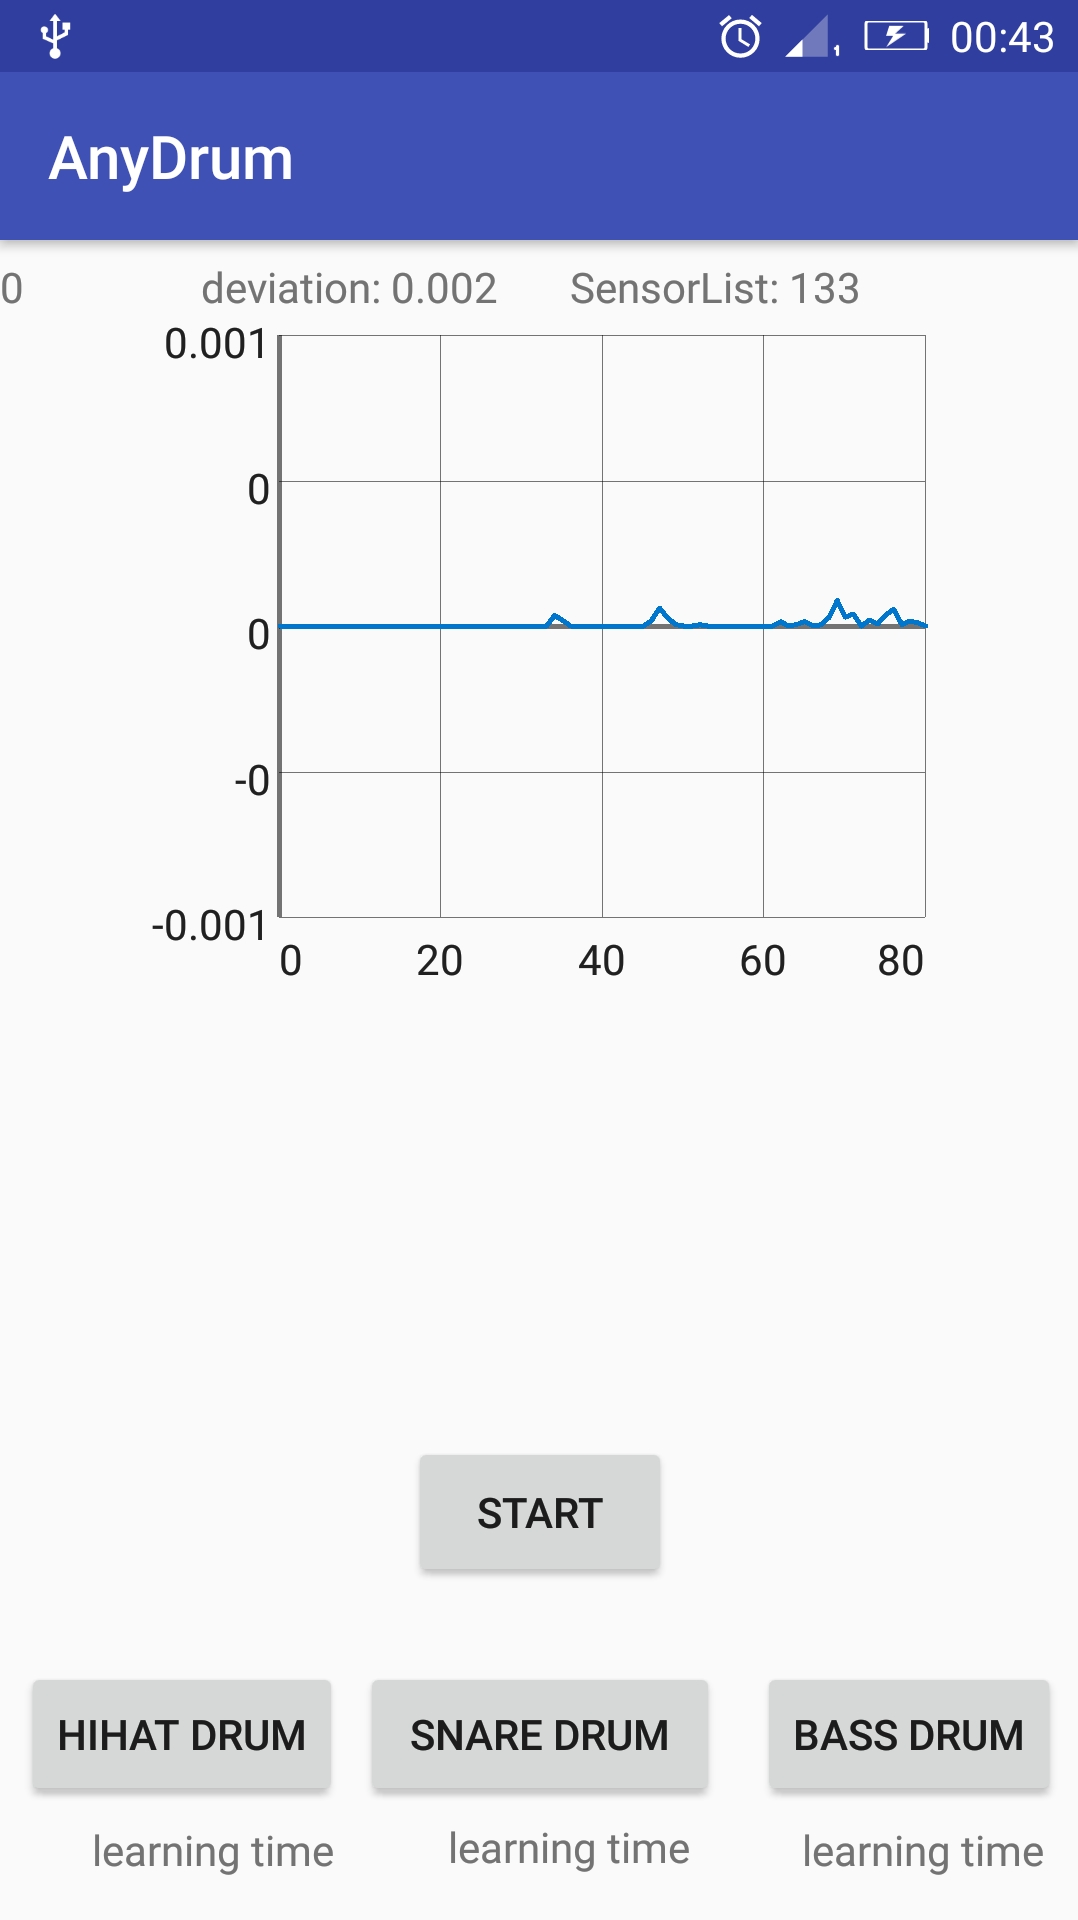 00:43
AnyDrum
0 deviation: 0.002 SensorList: 133
0.001
0
0
-0
-0.001
0 20 40 60 80
START
HIHAT DRUM SNARE DRUM BASS DRUM
learning time learning time learning time